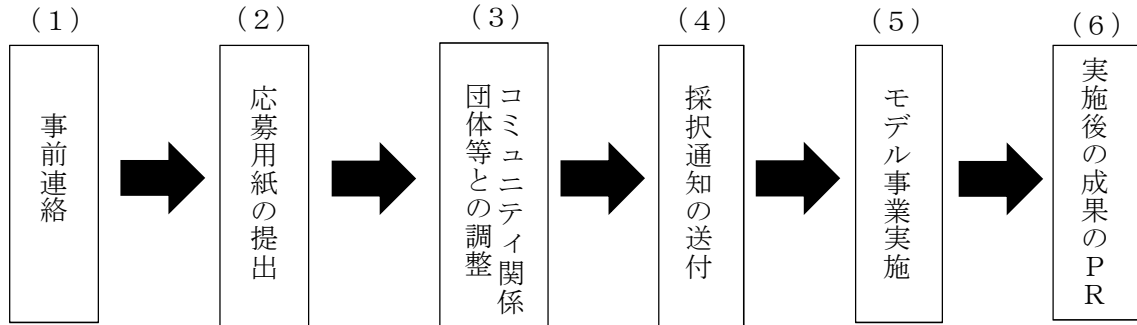 (１)
事前連絡
(２)
応募用紙の提出
(３)
コミュニティ関係
団体等との調整
(４)
採択通知の送付
(５)
モデル事業実施
(６)
実施後の成果のＰＲ